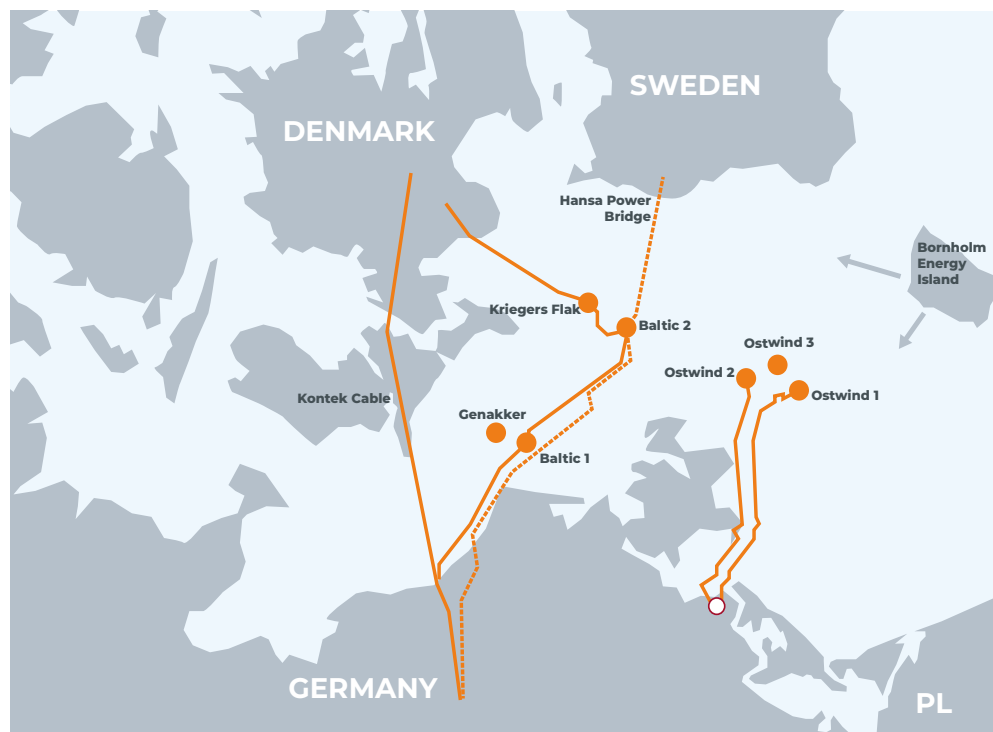 SWEDEN
DENMARK
Hansa Power
Bridge
Bornholm
Energy
Island
Kriegers Flak
Baltic 2
Ostwind 3
Ostwind 2
Ostwind 1
Kontek Cable
Genakker
Baltic 1
GERMANY
PL